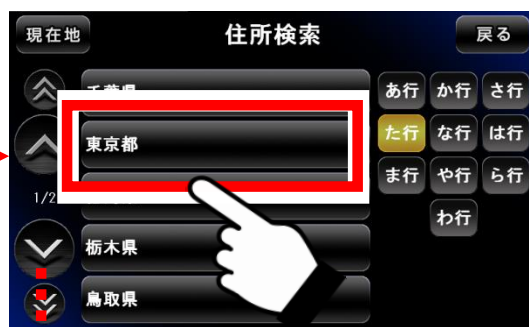 現在地
住所検索
戻る
千葉県
東京都
栃木県
鳥取県
1/2
あ行 か行 さ行
た行 な行 は行
ま行 や行 ら行
わ行